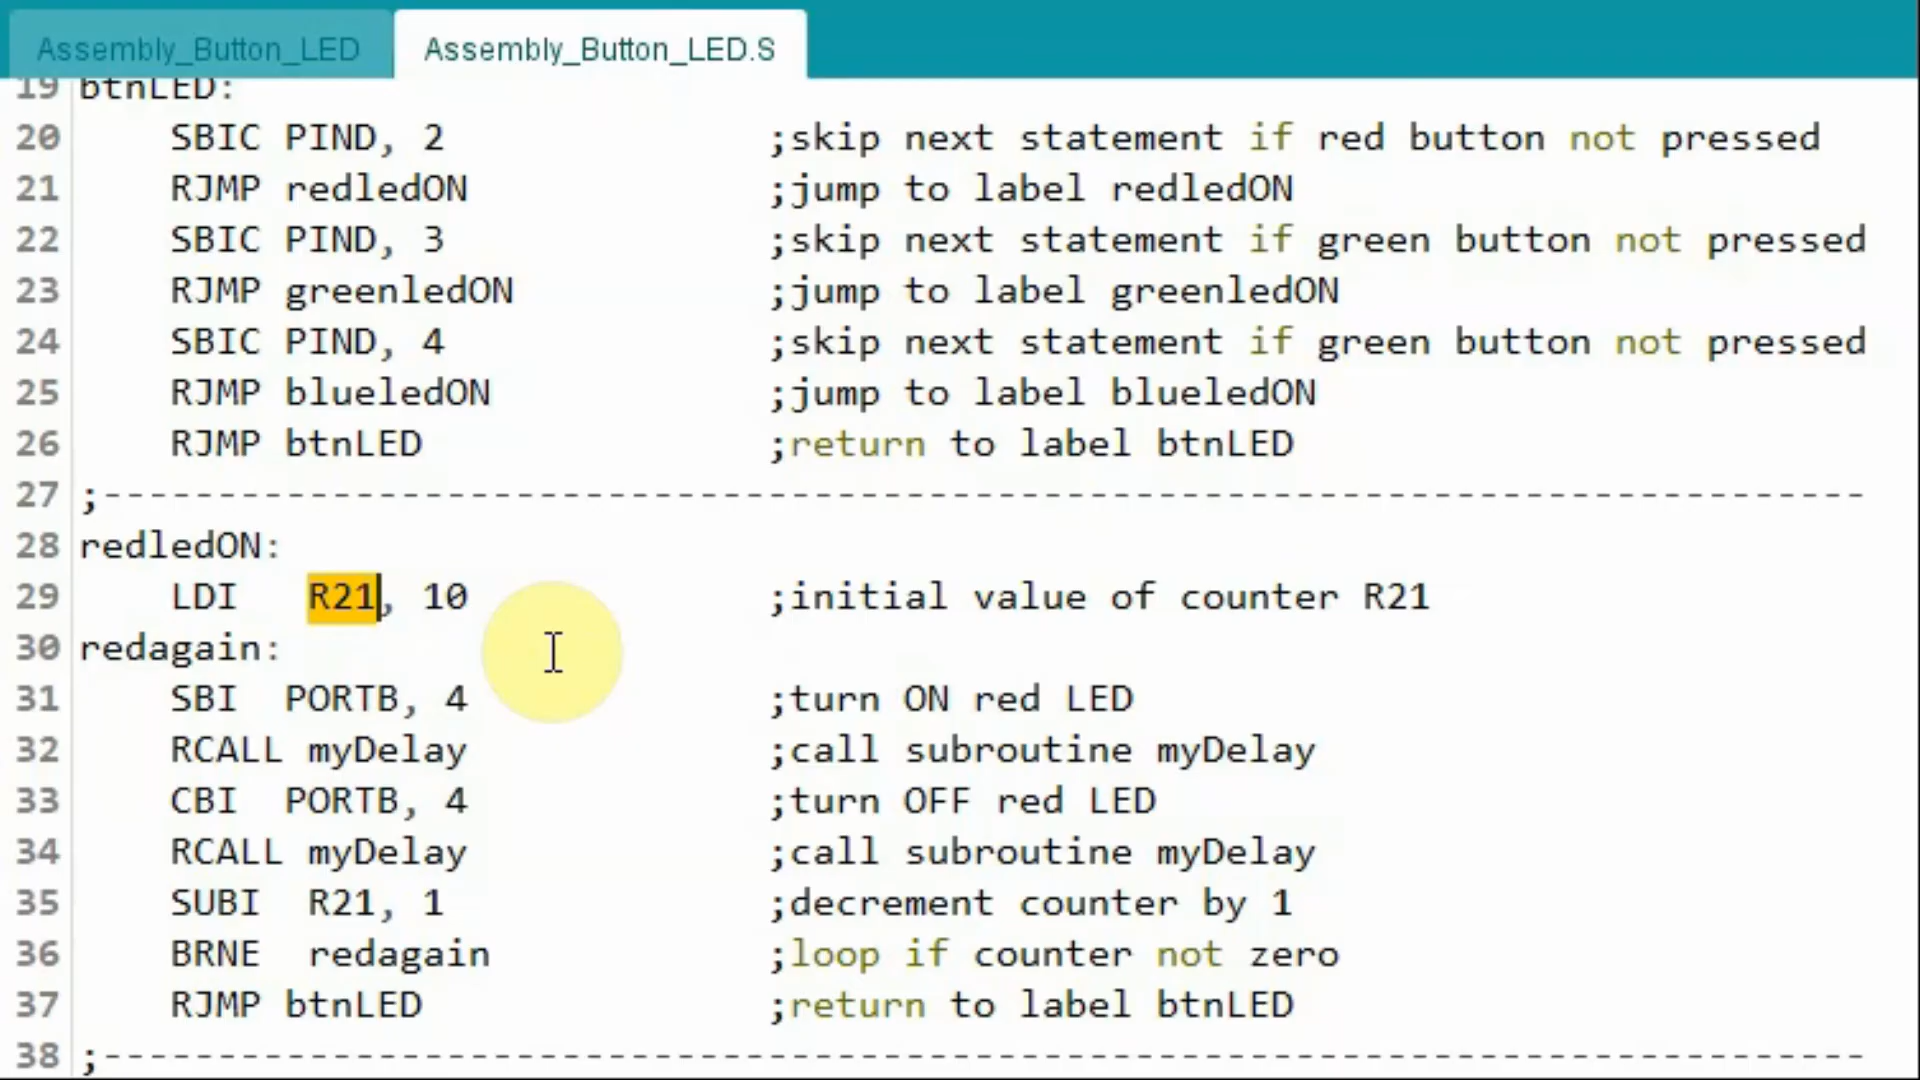 Assembly_Button_LED Assembly_Button_LED.S
19 btnLED:
20 SBIC PIND, 2 ;skip next statement if red button not pressed
21 RJMP redledON ;jump to label redledON
22 SBIC PIND, 3 ;skip next statement if green button not pressed
23 RJMP greenledON ;jump to label greenledON
24 SBIC PIND, 4 ;skip next statement if green button not pressed
25 RJMP blueledON ;jump to label blueledON
26 RJMP btnLED ;return to label btnLED
27 ;------------------------------------------------------------------------------
28 redledON:
29 LDI R21, 10 ;initial value of counter R21
30 redagain:
31 SBI PORTB, 4 ;turn ON red LED
32 RCALL myDelay ;call subroutine myDelay
33 CBI PORTB, 4 ;turn OFF red LED
34 RCALL myDelay ;call subroutine myDelay
35 SUBI R21, 1 ;decrement counter by 1
36 BRNE redagain ;loop if counter not zero
37 RJMP btnLED ;return to label btnLED
38 ;------------------------------------------------------------------------------